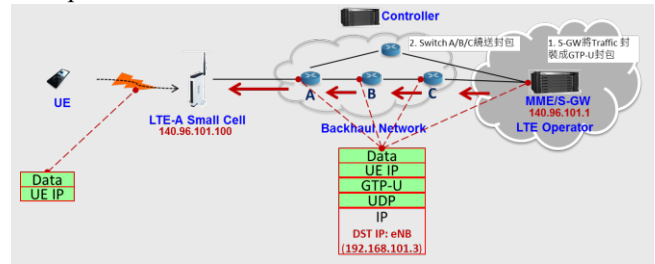 Controller
2. Switch A/B/C繞送封包
1. S-GW將Traffic 封
裝成GTP-U封包
UE
A
B
C
LTE-A Small Cell
140.96.101.100
Backhaul Network
MME/S-GW
140.96.101.1
LTE Operator
Data
UE IP
Data
UE IP
GTP-U
UDP
IP
DST IP: eNB
(192.168.101.3)